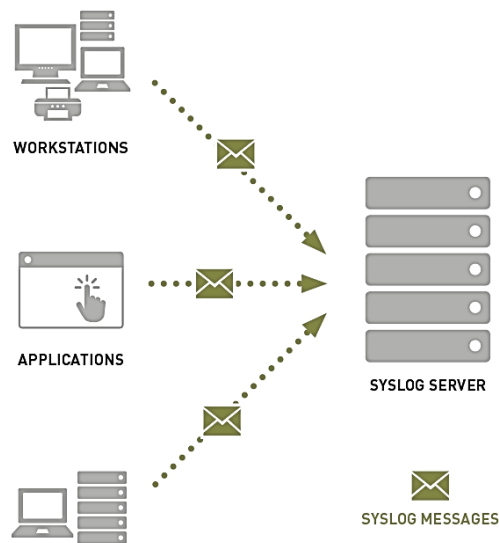 WORKSTATIONS
APPLICATIONS
SYSLOG SERVER
SYSLOG MESSAGES